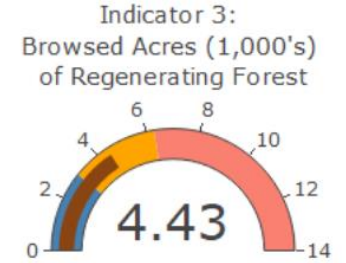 Indicator 3:
Browsed Acres (1,000's)
of Regenerating Forest
6 8
4 10
2 12
4.43
0 14